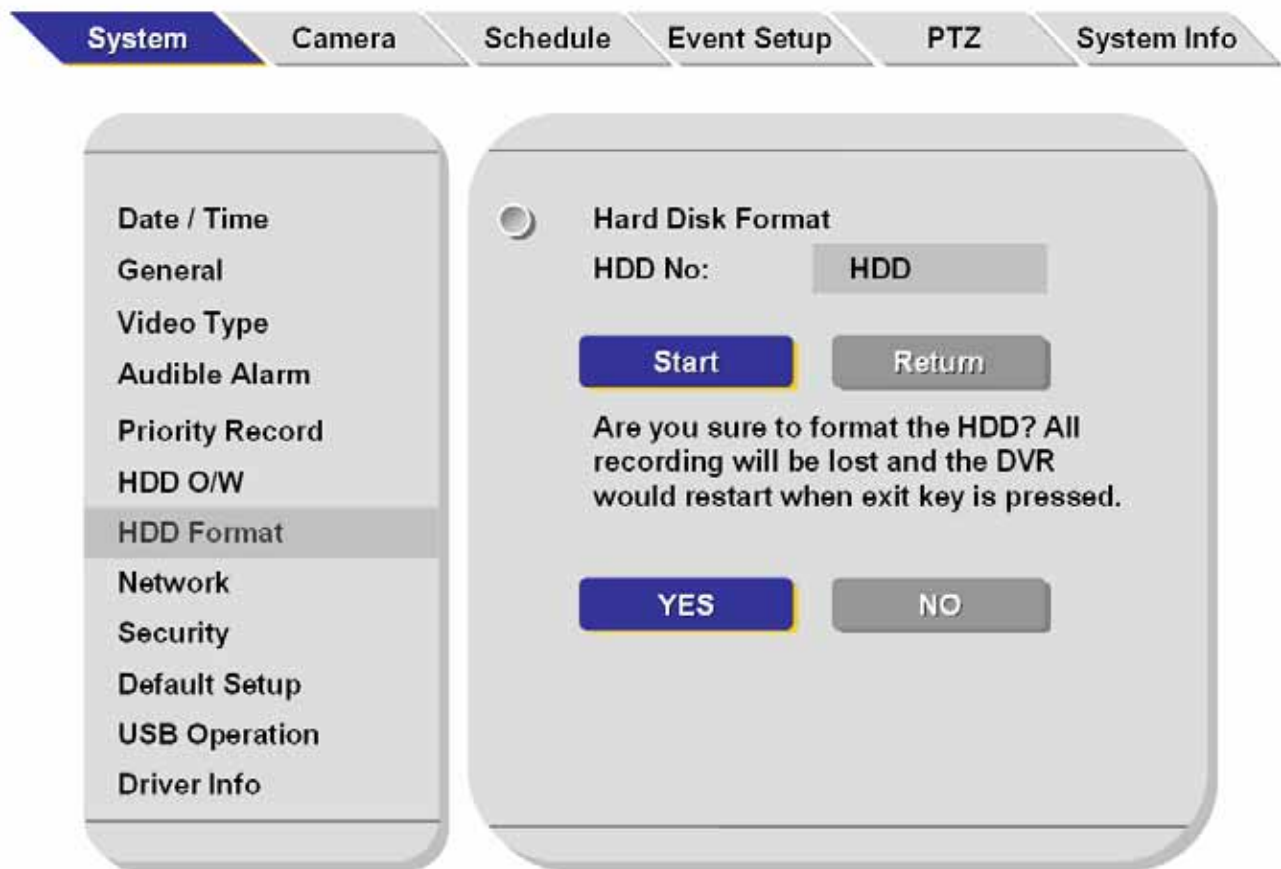 System Camera Schedule Event Setup PTZ System Info
Date / Time
General
Video Type
Audible Alarm
Priority Record
HDD O/W
HDD Format
Network
Security
Default Setup
USB Operation
Driver Info
Hard Disk Format
HDD No: HDD
Start Return
Are you sure to format the HDD? All
recording will be lost and the DVR
would restart when exit key is pressed.
YES NO